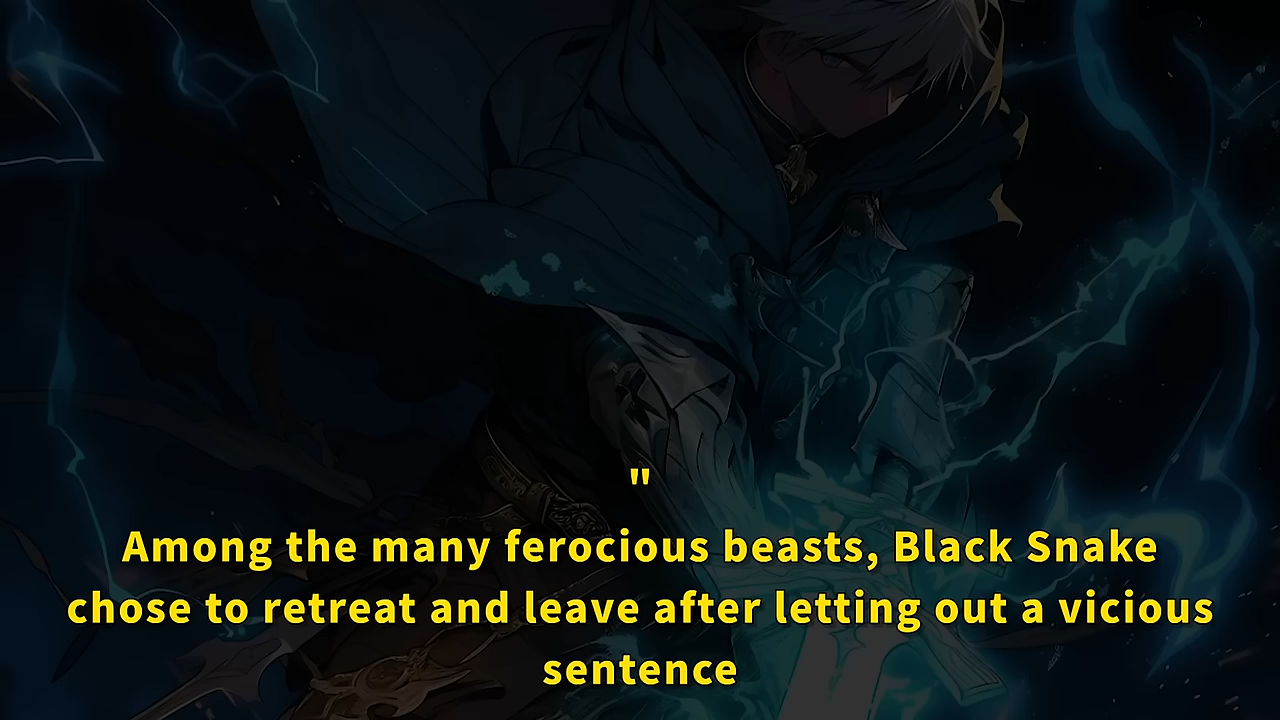 "
Among the many ferocious beasts, Black Snake
chose to retreat and leave after letting out a vicious
sentence